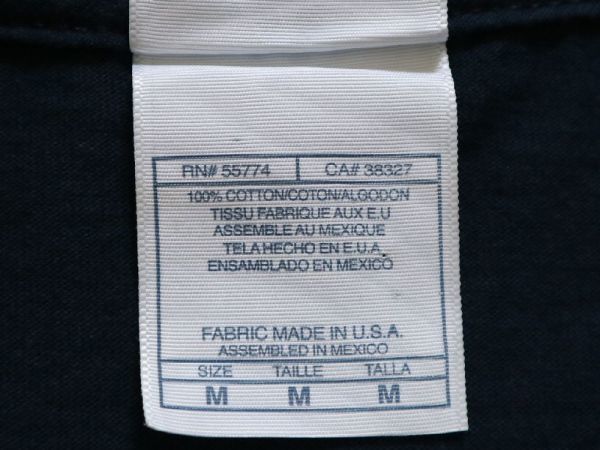 RN# 55774 CA# 38327
100% COTTON/COTON/ALGODON
TISSU FABRIQUE AUX E.U
ASSEMBLE AU MEXIQUE
TELA HECHO EN E.U.A.
ENSAMBLADO EN MEXICO
FABRIC MADE IN U.S.A.
ASSEMBLED IN MEXICO
SIZE TAILLE TALLA
M M M